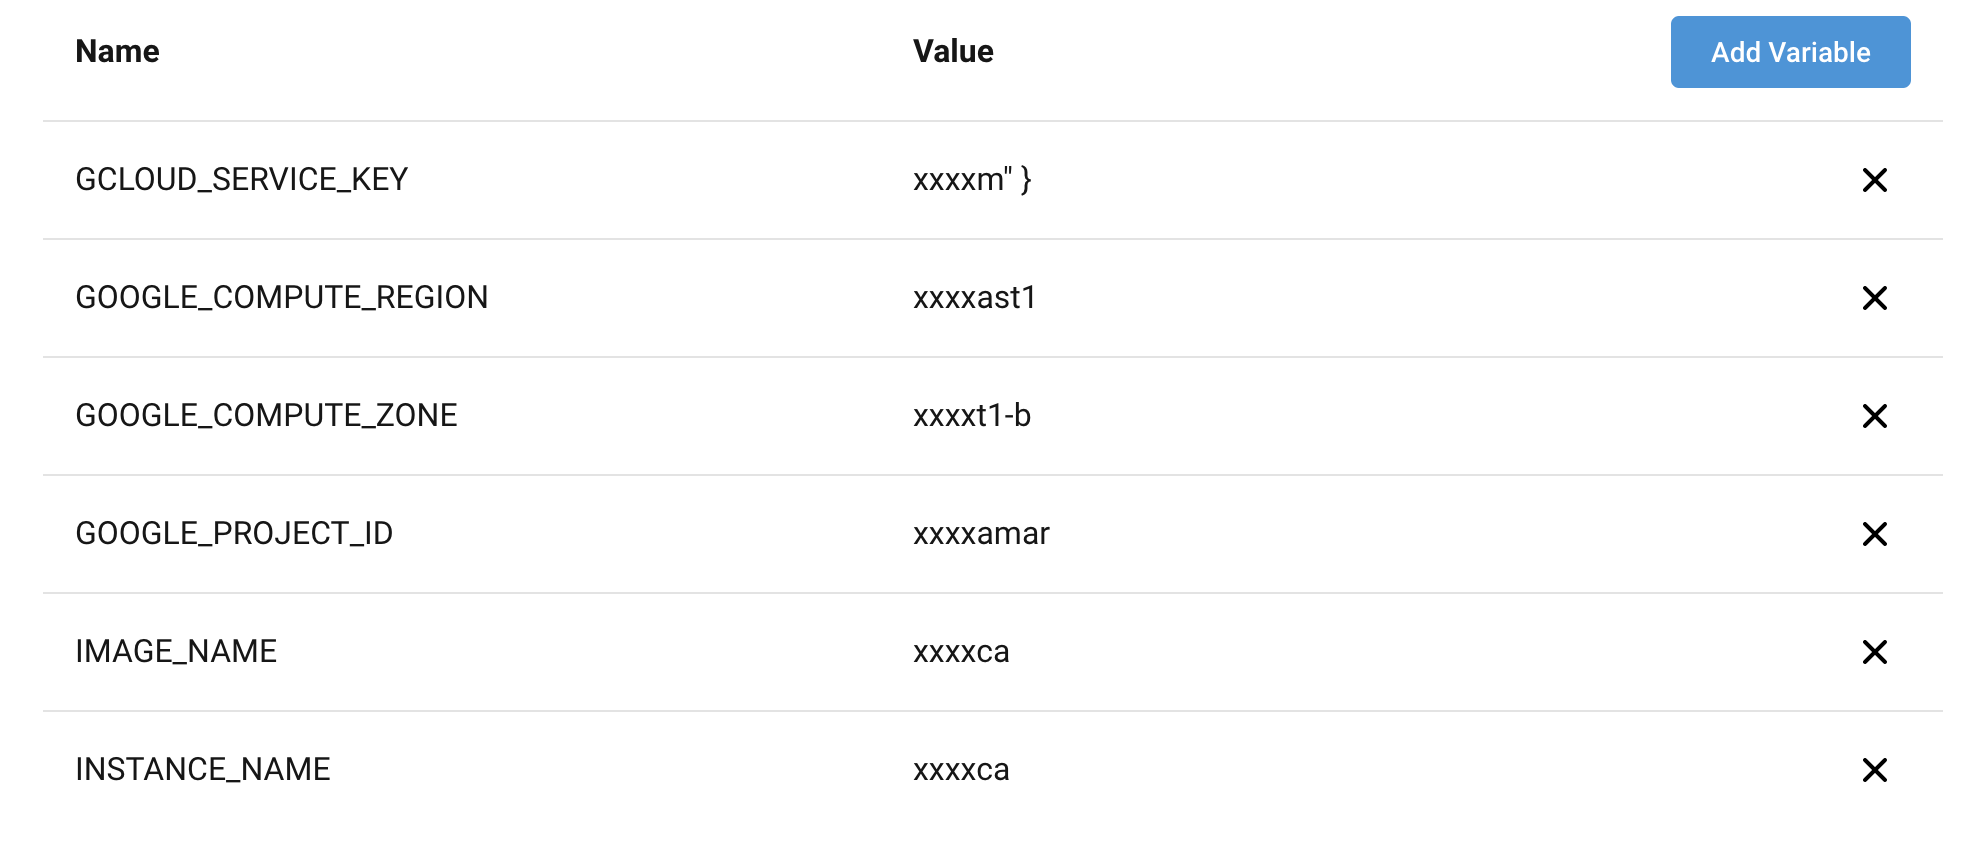 Name Value Add Variable
GCLOUD_SERVICE_KEY xxxxm" }
GOOGLE_COMPUTE_REGION xxxxast1
GOOGLE_COMPUTE_ZONE xxxxt1-b
GOOGLE_PROJECT_ID xxxxamar
IMAGE_NAME xxxxca
INSTANCE_NAME xxxxca